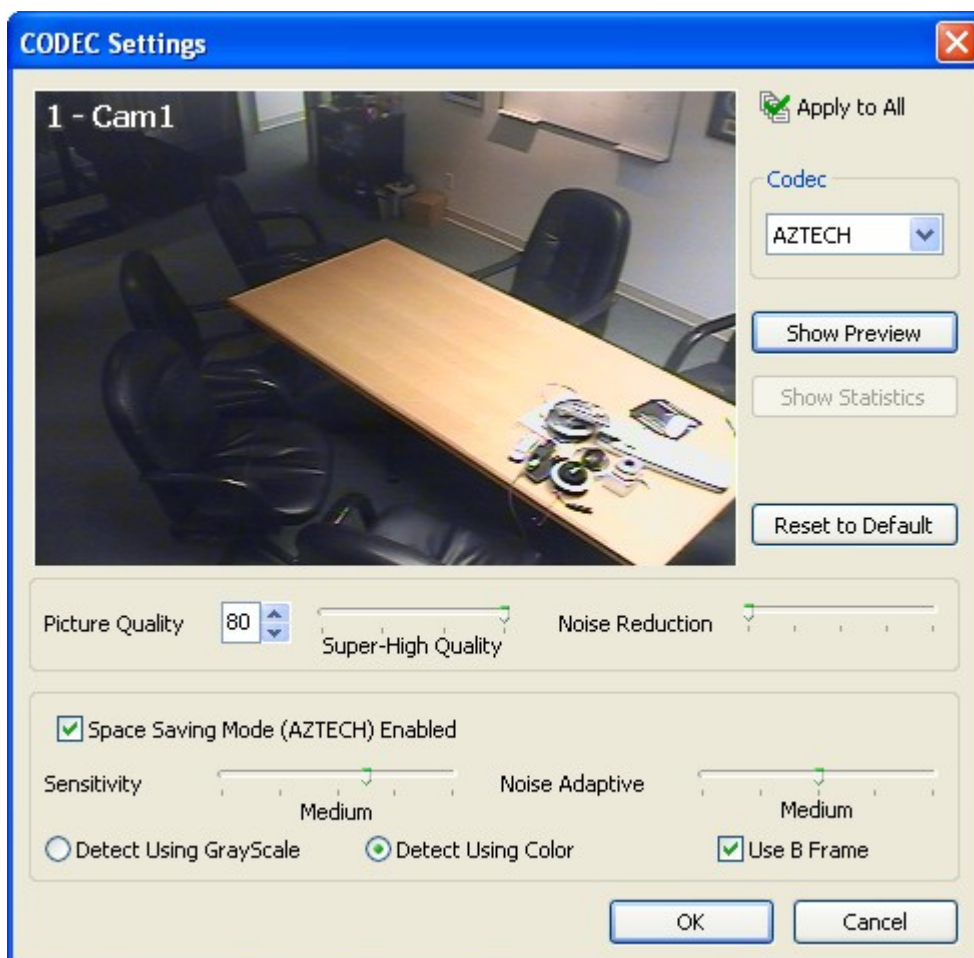 CODEC Settings
1 - Cam1
Apply to All
Codec
AZTECH
Show Preview
Show Statistics
Reset to Default
Picture Quality
80
Super-High Quality
Noise Reduction
Space Saving Mode (AZTECH) Enabled
Sensitivity
Medium
Noise Adaptive
Medium
Detect Using GrayScale
Detect Using Color
Use B Frame
OK
Cancel